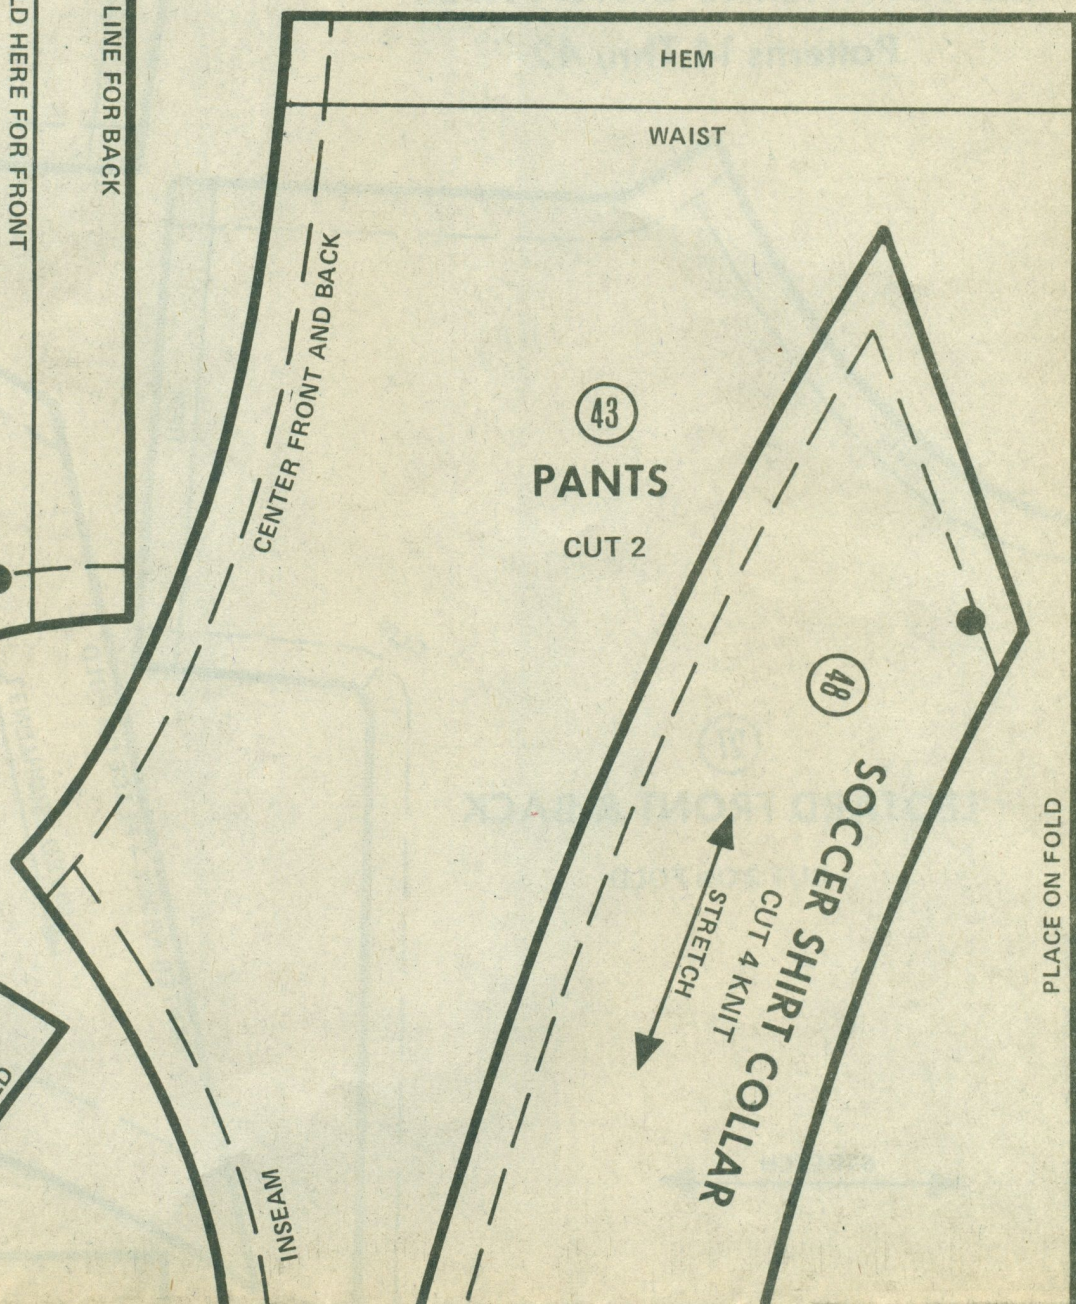 LINE FOR BACK
LD HERE FOR FRONT
HEM
WAIST
CENTER FRONT AND BACK
43
PANTS
CUT 2
48
SOCCER SHIRT COLLAR
CUT 4 KNIT
STRETCH
PLACE ON FOLD
INSEAM